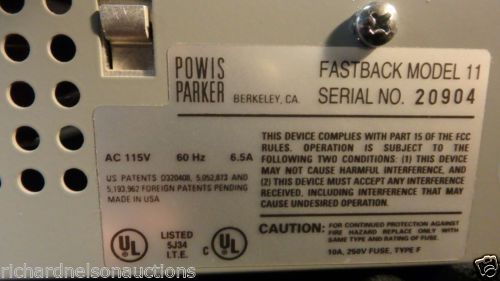 POWIS
PARKER
BERKELEY, CA.
FASTBACK MODEL 11
SERIAL NO. 20904
AC 115V 60 Hz 6.5A
US PATENTS D320408, 5,052,873 AND
5,193,962 FOREIGN PATENTS PENDING
MADE IN USA
THIS DEVICE COMPLIES WITH PART 15 OF THE FCC
RULES. OPERATION IS SUBJECT TO THE
FOLLOWING TWO CONDITIONS: (1) THIS DEVICE
MAY NOT CAUSE HARMFUL INTERFERENCE, AND
(2) THIS DEVICE MUST ACCEPT ANY INTERFERENCE
RECEIVED, INCLUDING INTERFERENCE THAT MAY
CAUSE UNDESIRED OPERATION.
UL
LISTED
5J34
I.T.E.
C UL
CAUTION: FOR CONTINUED PROTECTION AGAINST
FIRE HAZARD REPLACE ONLY WITH
SAME TYPE AND RATING OF FUSE.
10A, 250V FUSE, TYPE F
richardnelsonauctions